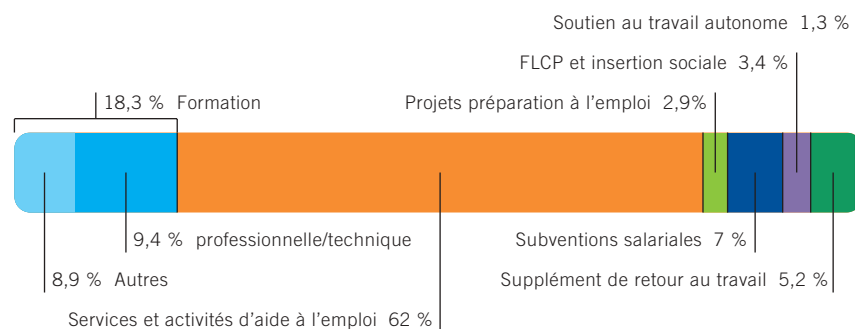 Soutien au travail autonome 1,3 %
FLCP et insertion sociale 3,4 %
18,3 % Formation
Projets préparation à l’emploi 2,9%
9,4 % professionnelle/technique
Subventions salariales 7 %
8,9 % Autres
Supplément de retour au travail 5,2 %
Services et activités d’aide à l’emploi 62 %